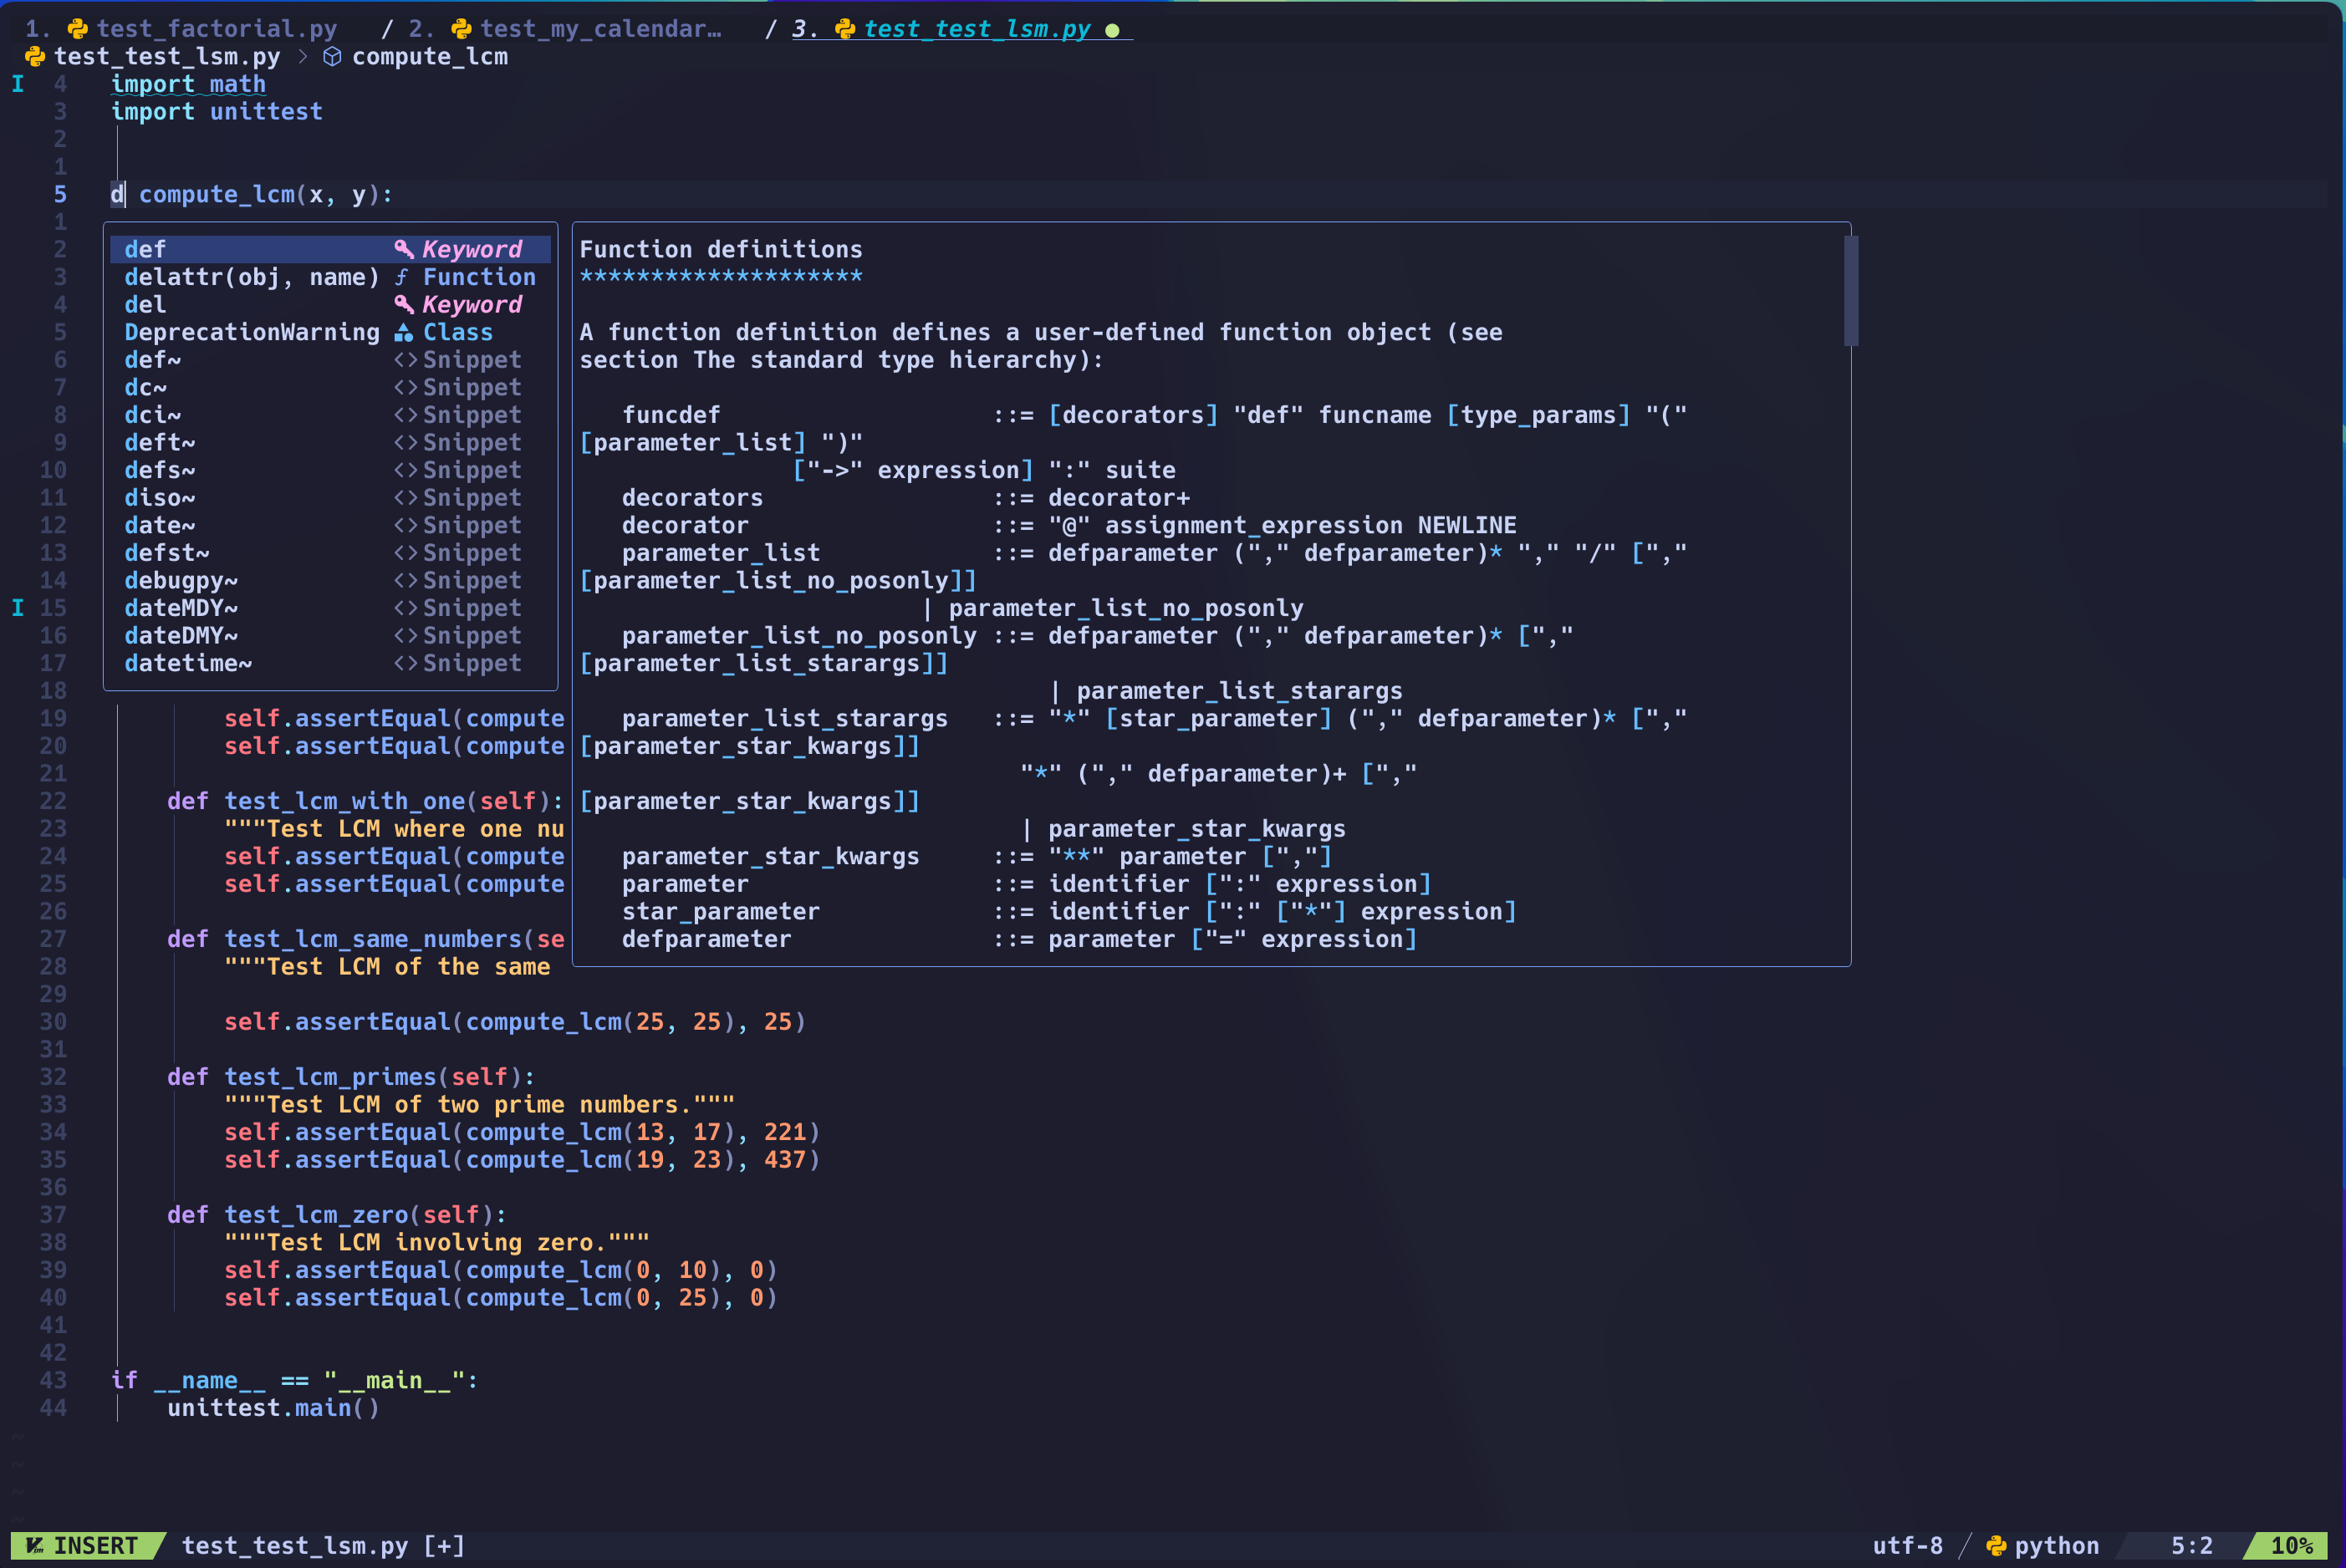 1. test_factorial.py / 2. test_my_calendar… / 3. test_test_lsm.py ●
test_test_lsm.py > compute_lcm
I 4 import math
3 import unittest
2
1
5 d compute_lcm(x, y):
1
2 def Keyword Function definitions
3 delattr(obj, name) Function ********************
4 del Keyword
5 DeprecationWarning Class A function definition defines a user-defined function object (see
6 def~ Snippet section The standard type hierarchy):
7 dc~ Snippet
8 dci~ Snippet funcdef ::= [decorators] "def" funcname [type_params] "("
9 deft~ Snippet [parameter_list] ")"
10 defs~ Snippet ["->" expression] ":" suite
11 diso~ Snippet decorators ::= decorator+
12 date~ Snippet decorator ::= "@" assignment_expression NEWLINE
13 defst~ Snippet parameter_list ::= defparameter ("," defparameter)* "," "/" [","
14 debugpy~ Snippet [parameter_list_no_posonly]]
I 15 dateMDY~ Snippet | parameter_list_no_posonly
16 dateDMY~ Snippet parameter_list_no_posonly ::= defparameter ("," defparameter)* [","
17 datetime~ Snippet [parameter_list_starargs]]
18 | parameter_list_starargs
19 self.assertEqual(compute parameter_list_starargs ::= "*" [star_parameter] ("," defparameter)* [","
20 self.assertEqual(compute [parameter_star_kwargs]]
21 "*" ("," defparameter)+ [","
22 def test_lcm_with_one(self): [parameter_star_kwargs]]
23 """Test LCM where one nu | parameter_star_kwargs
24 self.assertEqual(compute parameter_star_kwargs ::= "**" parameter [","]
25 self.assertEqual(compute parameter ::= identifier [":" expression]
26 star_parameter ::= identifier [":" ["*"] expression]
27 def test_lcm_same_numbers(se defparameter ::= parameter ["=" expression]
28 """Test LCM of the same
29
30 self.assertEqual(compute_lcm(25, 25), 25)
31
32 def test_lcm_primes(self):
33 """Test LCM of two prime numbers."""
34 self.assertEqual(compute_lcm(13, 17), 221)
35 self.assertEqual(compute_lcm(19, 23), 437)
36
37 def test_lcm_zero(self):
38 """Test LCM involving zero."""
39 self.assertEqual(compute_lcm(0, 10), 0)
40 self.assertEqual(compute_lcm(0, 25), 0)
41
42
43 if __name__ == "__main__":
44 unittest.main()
~
~
~
~
INSERT test_test_lsm.py [+] utf-8 / python 5:2 10%